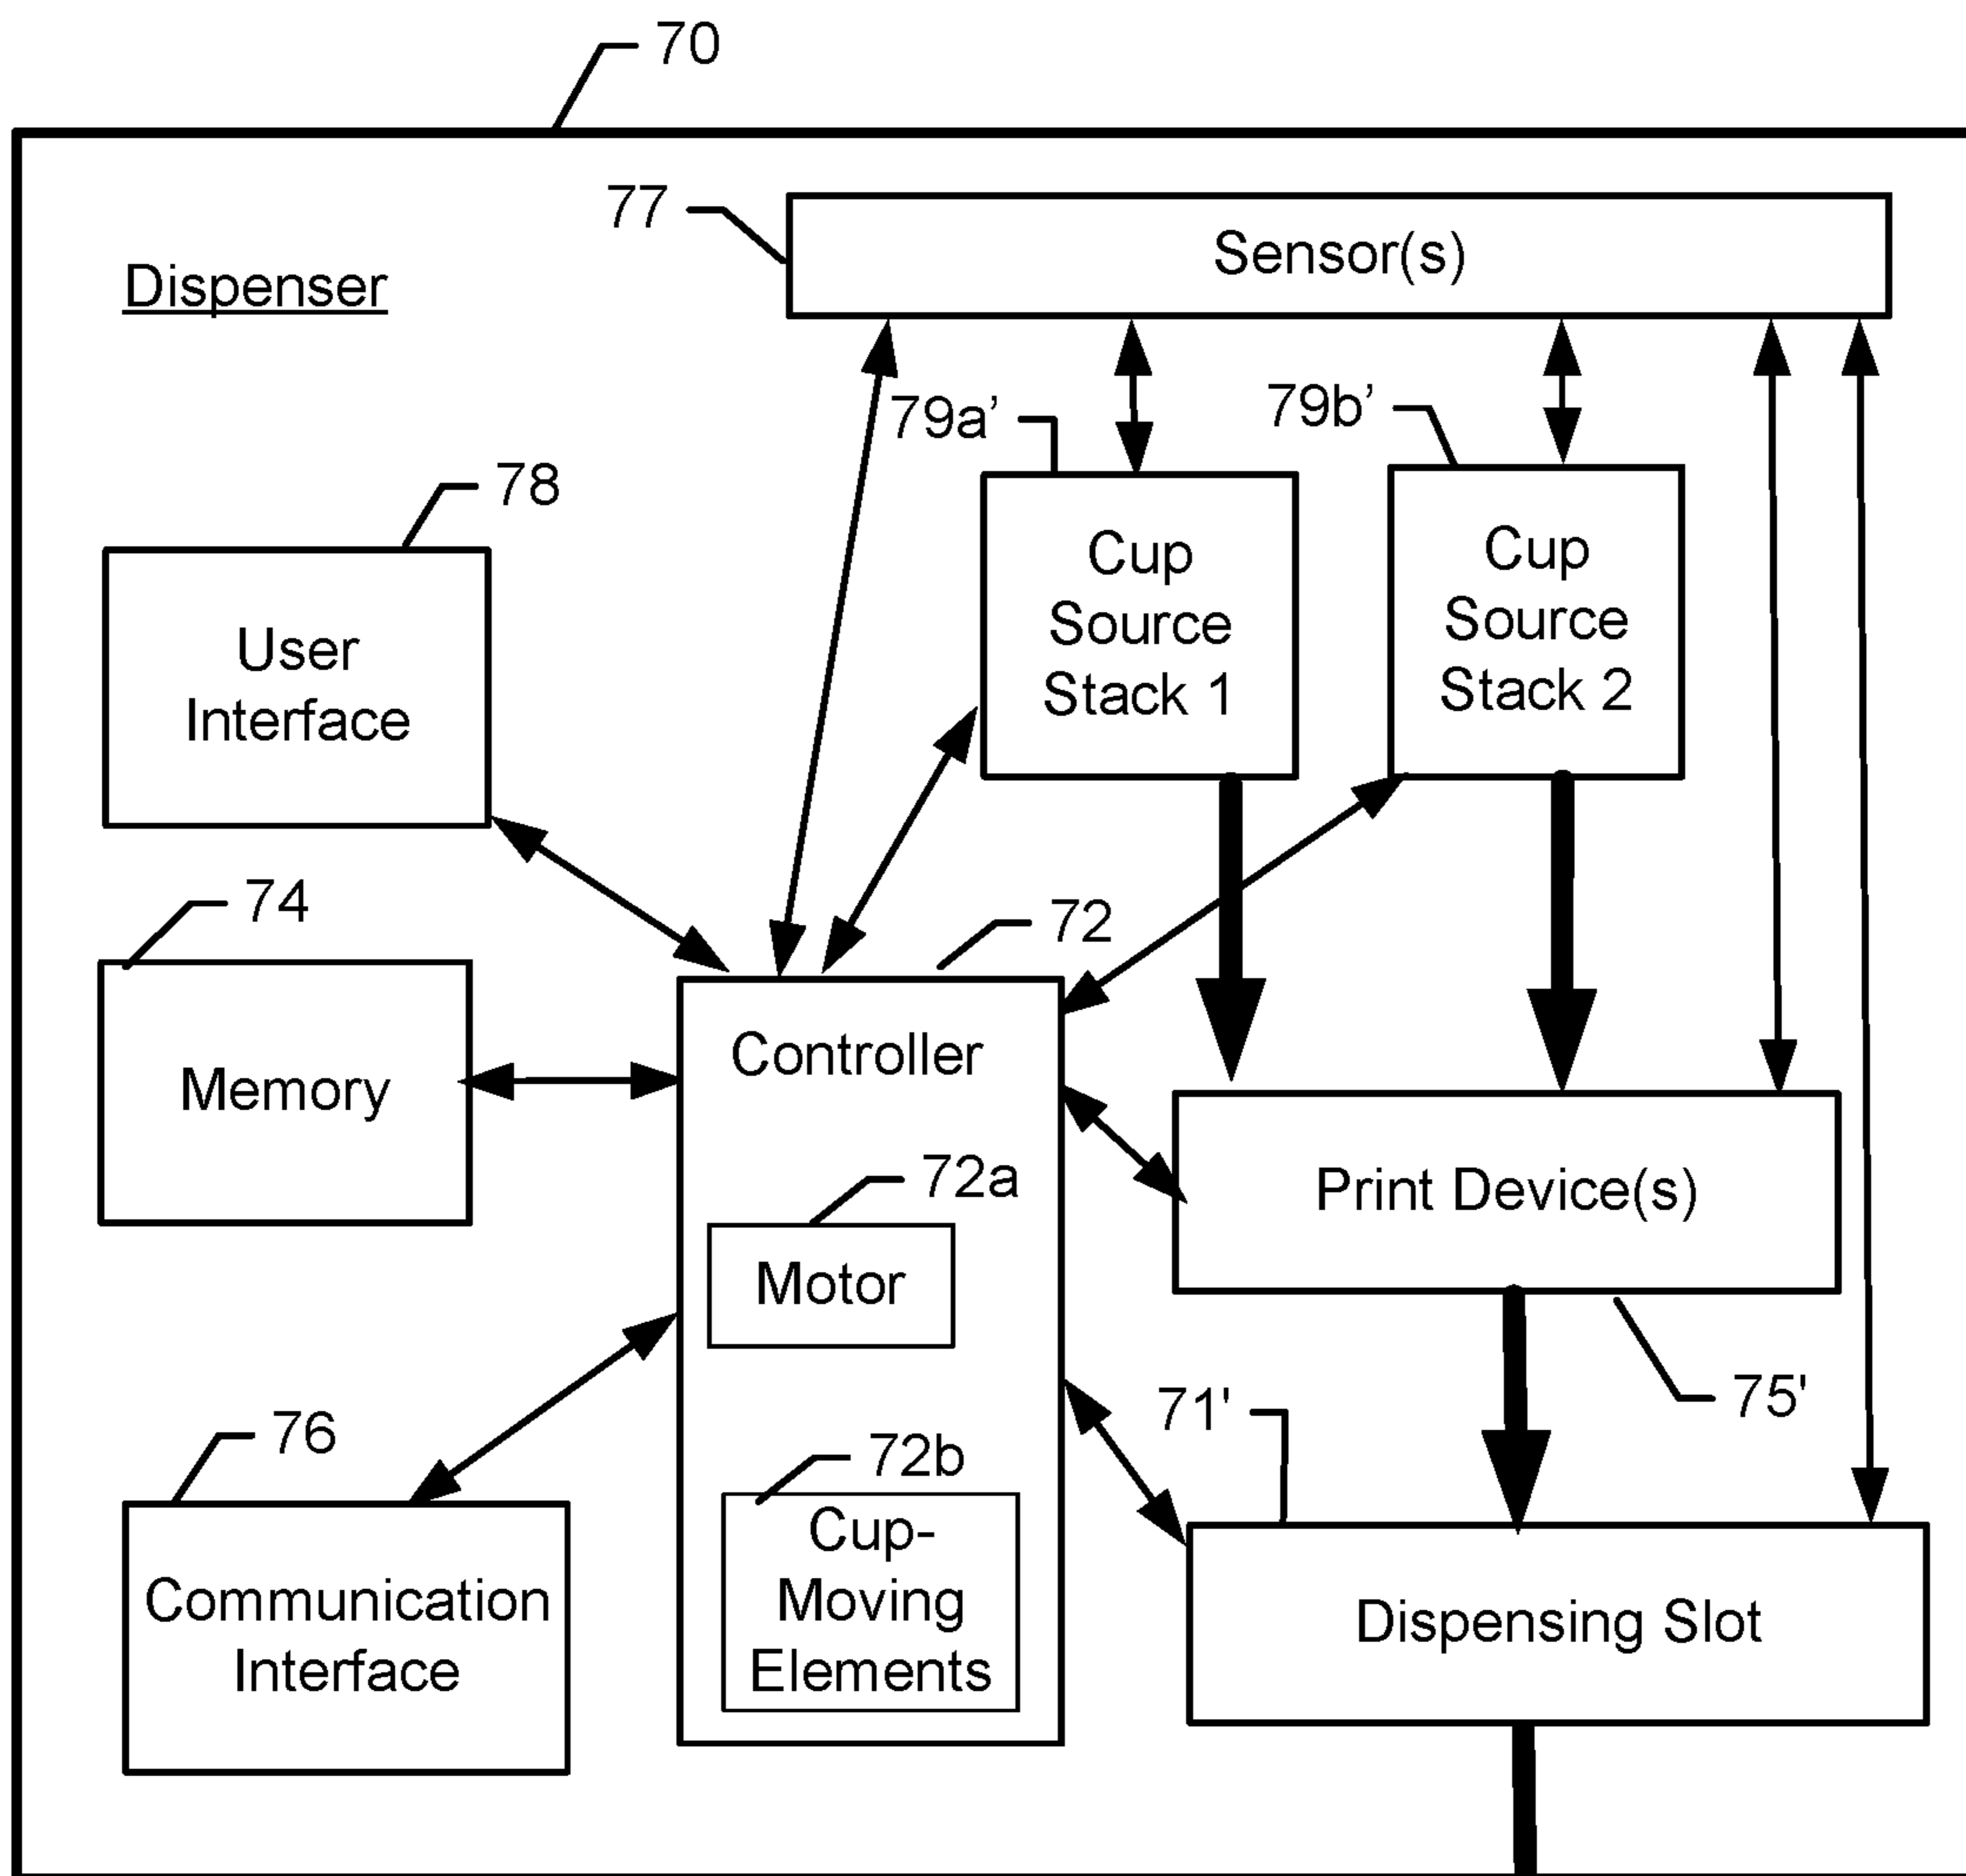 70
77
Sensor(s)
Dispenser
79a’
79b’
78
Cup
Source
Stack 1
Cup
Source
Stack 2
User
Interface
74
72
Memory
Controller
72a
Motor
Print Device(s)
75'
71'
76
72b
Cup-
Moving
Elements
Communication
Interface
Dispensing Slot